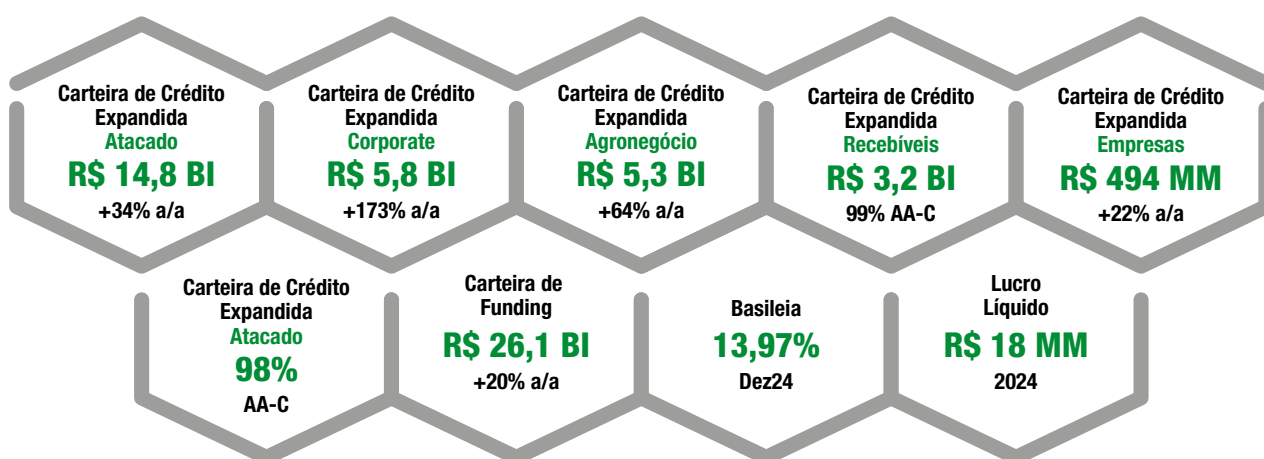 Carteira de Crédito
Expandida
Atacado
R$ 14,8 BI
+34% a/a
Carteira de Crédito
Expandida
Corporate
R$ 5,8 BI
+173% a/a
Carteira de Crédito
Expandida
Agronegócio
R$ 5,3 BI
+64% a/a
Carteira de Crédito
Expandida
Recebíveis
R$ 3,2 BI
99% AA-C
Carteira de Crédito
Expandida
Empresas
R$ 494 MM
+22% a/a
Carteira de Crédito
Expandida
Atacado
98%
AA-C
Carteira de
Funding
R$ 26,1 BI
+20% a/a
Basileia
13,97%
Dez24
Lucro
Líquido
R$ 18 MM
2024